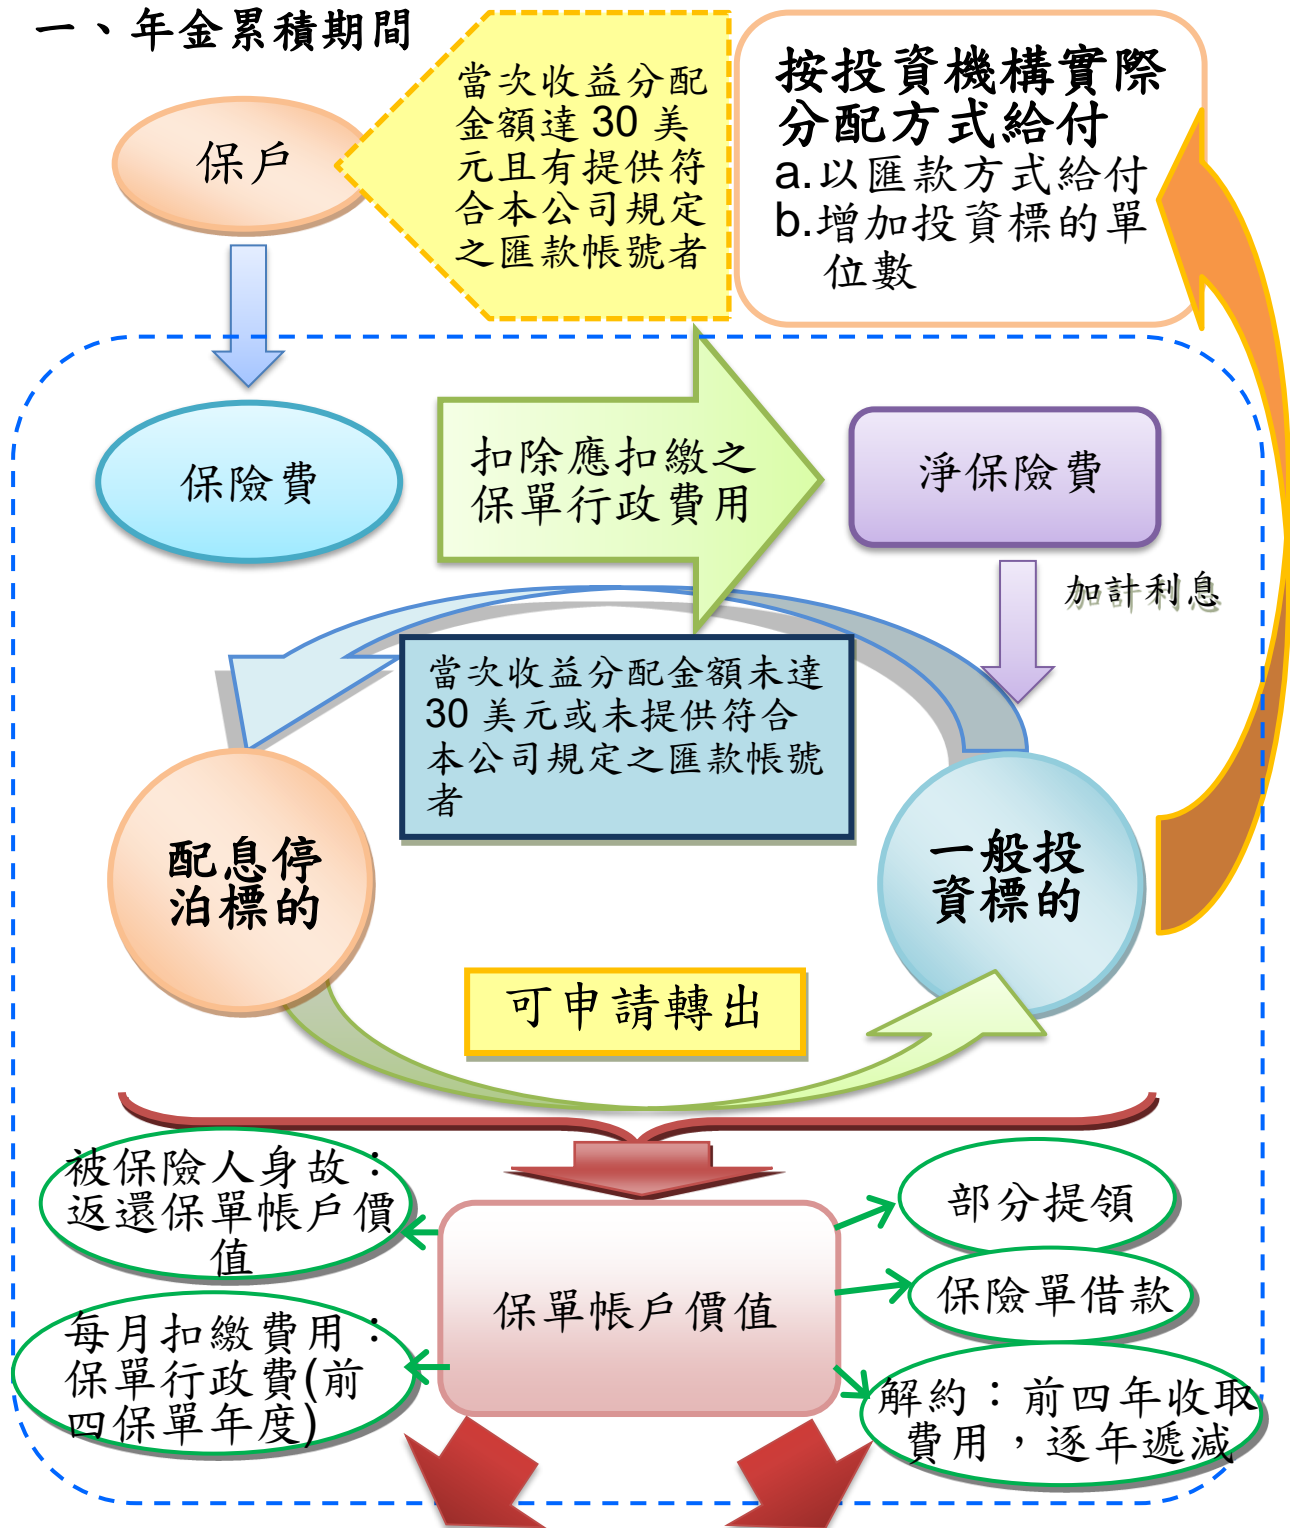 一、年金累積期間
保戶
當次收益分配
金額達 30 美
元且有提供符
合本公司規定
之匯款帳號者
按投資機構實際
分配方式給付
a.以匯款方式給付
b.增加投資標的單
位數
保險費
扣除應扣繳之
保單行政費用
淨保險費
加計利息
當次收益分配金額未達
30 美元或未提供符合
本公司規定之匯款帳號
者
配息停
泊標的
一般投
資標的
可申請轉出
被保險人身故：
返還保單帳戶價
值
每月扣繳費用：
保單行政費(前
四保單年度)
保單帳戶價值
部分提領
保險單借款
解約：前四年收取
費用，逐年遞減